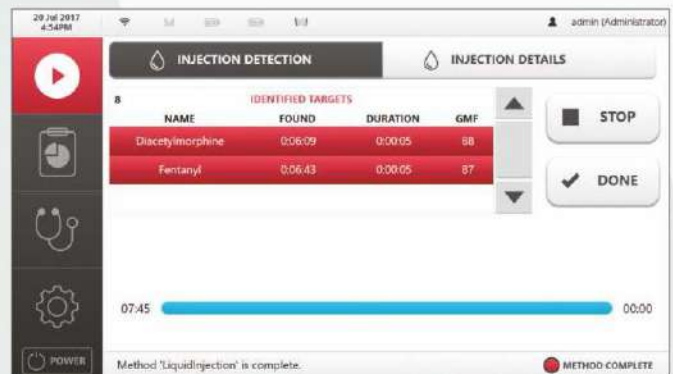 20 Jul 2017
4:54PM
admin (Administrator)
INJECTION DETECTION
INJECTION DETAILS
8
IDENTIFIED TARGETS
NAME FOUND DURATION GMF
Diacetylmorphine 0:06:09 0:00:05 88
Fentanyl 0:06:43 0:00:05 87
STOP
DONE
07:45
00:00
POWER
Method 'LiquidInjection' is complete.
METHOD COMPLETE